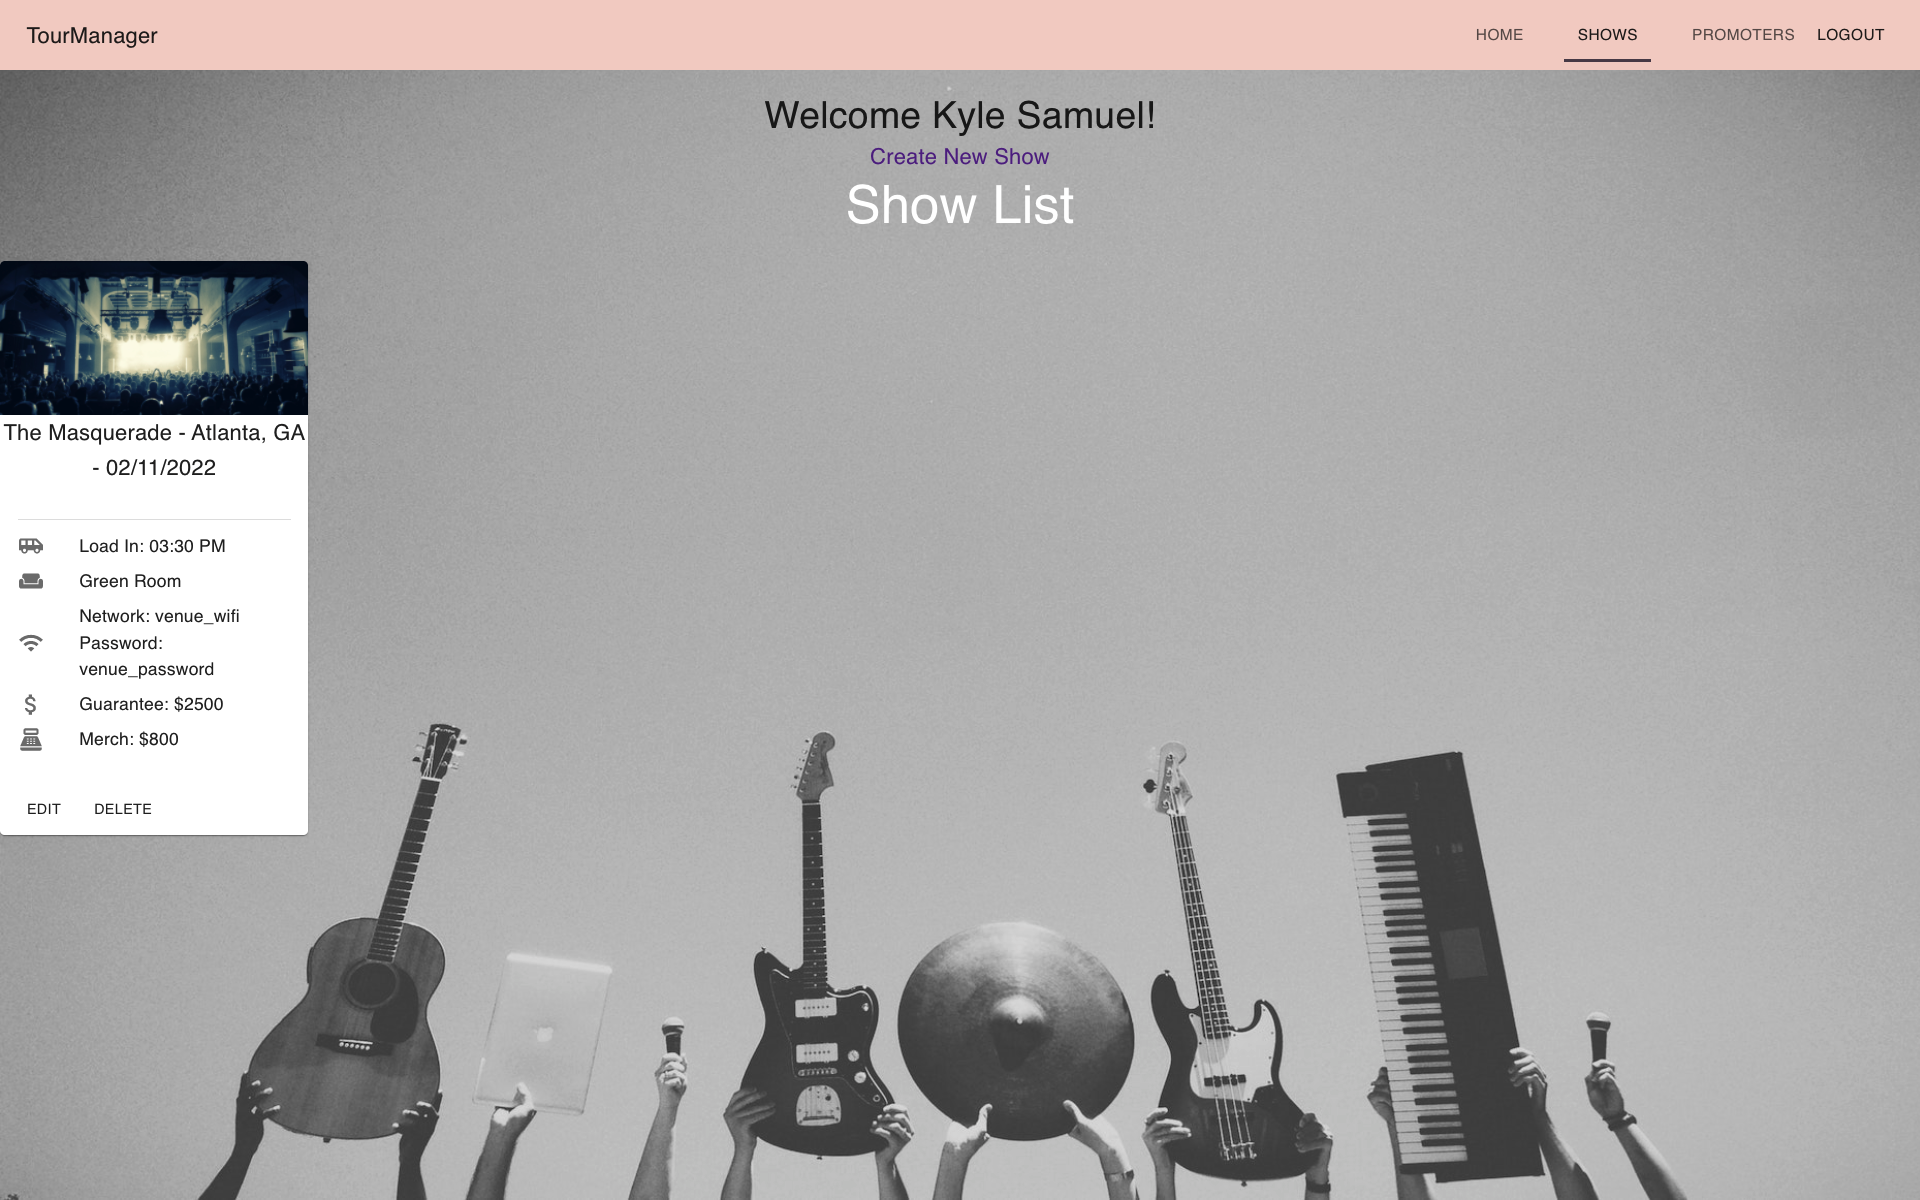 TourManager
HOME
SHOWS
PROMOTERS
LOGOUT
Welcome Kyle Samuel!
Create New Show
Show List
The Masquerade - Atlanta, GA
- 02/11/2022
Load In: 03:30 PM
Green Room
Network: venue_wifi
Password:
venue_password
Guarantee: $2500
Merch: $800
EDIT
DELETE